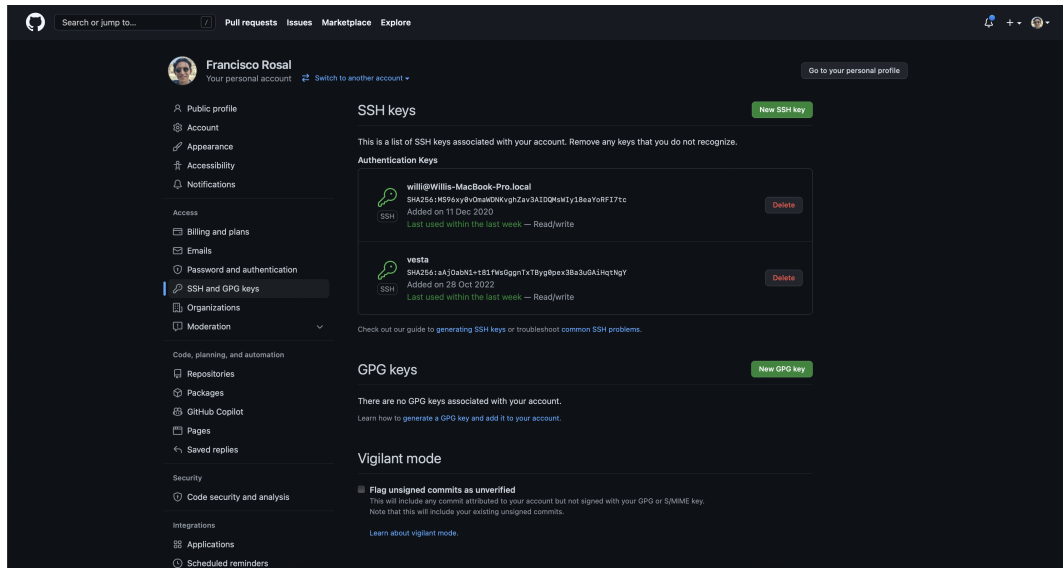 Search or jump to...
/
Pull requests Issues Marketplace Explore
Francisco Rosal
Your personal account Switch to another account
Go to your personal profile
Public profile
Account
Appearance
Accessibility
Notifications
Access
Billing and plans
Emails
Password and authentication
SSH and GPG keys
Organizations
Moderation
Code, planning, and automation
Repositories
Packages
GitHub Copilot
Pages
Saved replies
Security
Code security and analysis
Integrations
Applications
Scheduled reminders
SSH keys
New SSH key
This is a list of SSH keys associated with your account. Remove any keys that you do not recognize.
Authentication Keys
willi@Willis-MacBook-Pro.local
SHA256:MS96xy0vOmaWDNKvghZav3AIDQMsWIy18eaYoRFI7tc
Added on 11 Dec 2020
Last used within the last week — Read/write
SSH
Delete
vesta
SHA256:aAjOabN1+t81fWsGggnTxTByg0pex3Ba3uGAiHqtNgY
Added on 28 Oct 2022
Last used within the last week — Read/write
SSH
Delete
Check out our guide to generating SSH keys or troubleshoot common SSH problems.
GPG keys
New GPG key
There are no GPG keys associated with your account.
Learn how to generate a GPG key and add it to your account.
Vigilant mode
Flag unsigned commits as unverified
This will include any commit attributed to your account but not signed with your GPG or S/MIME key.
Note that this will include your existing unsigned commits.
Learn about vigilant mode.